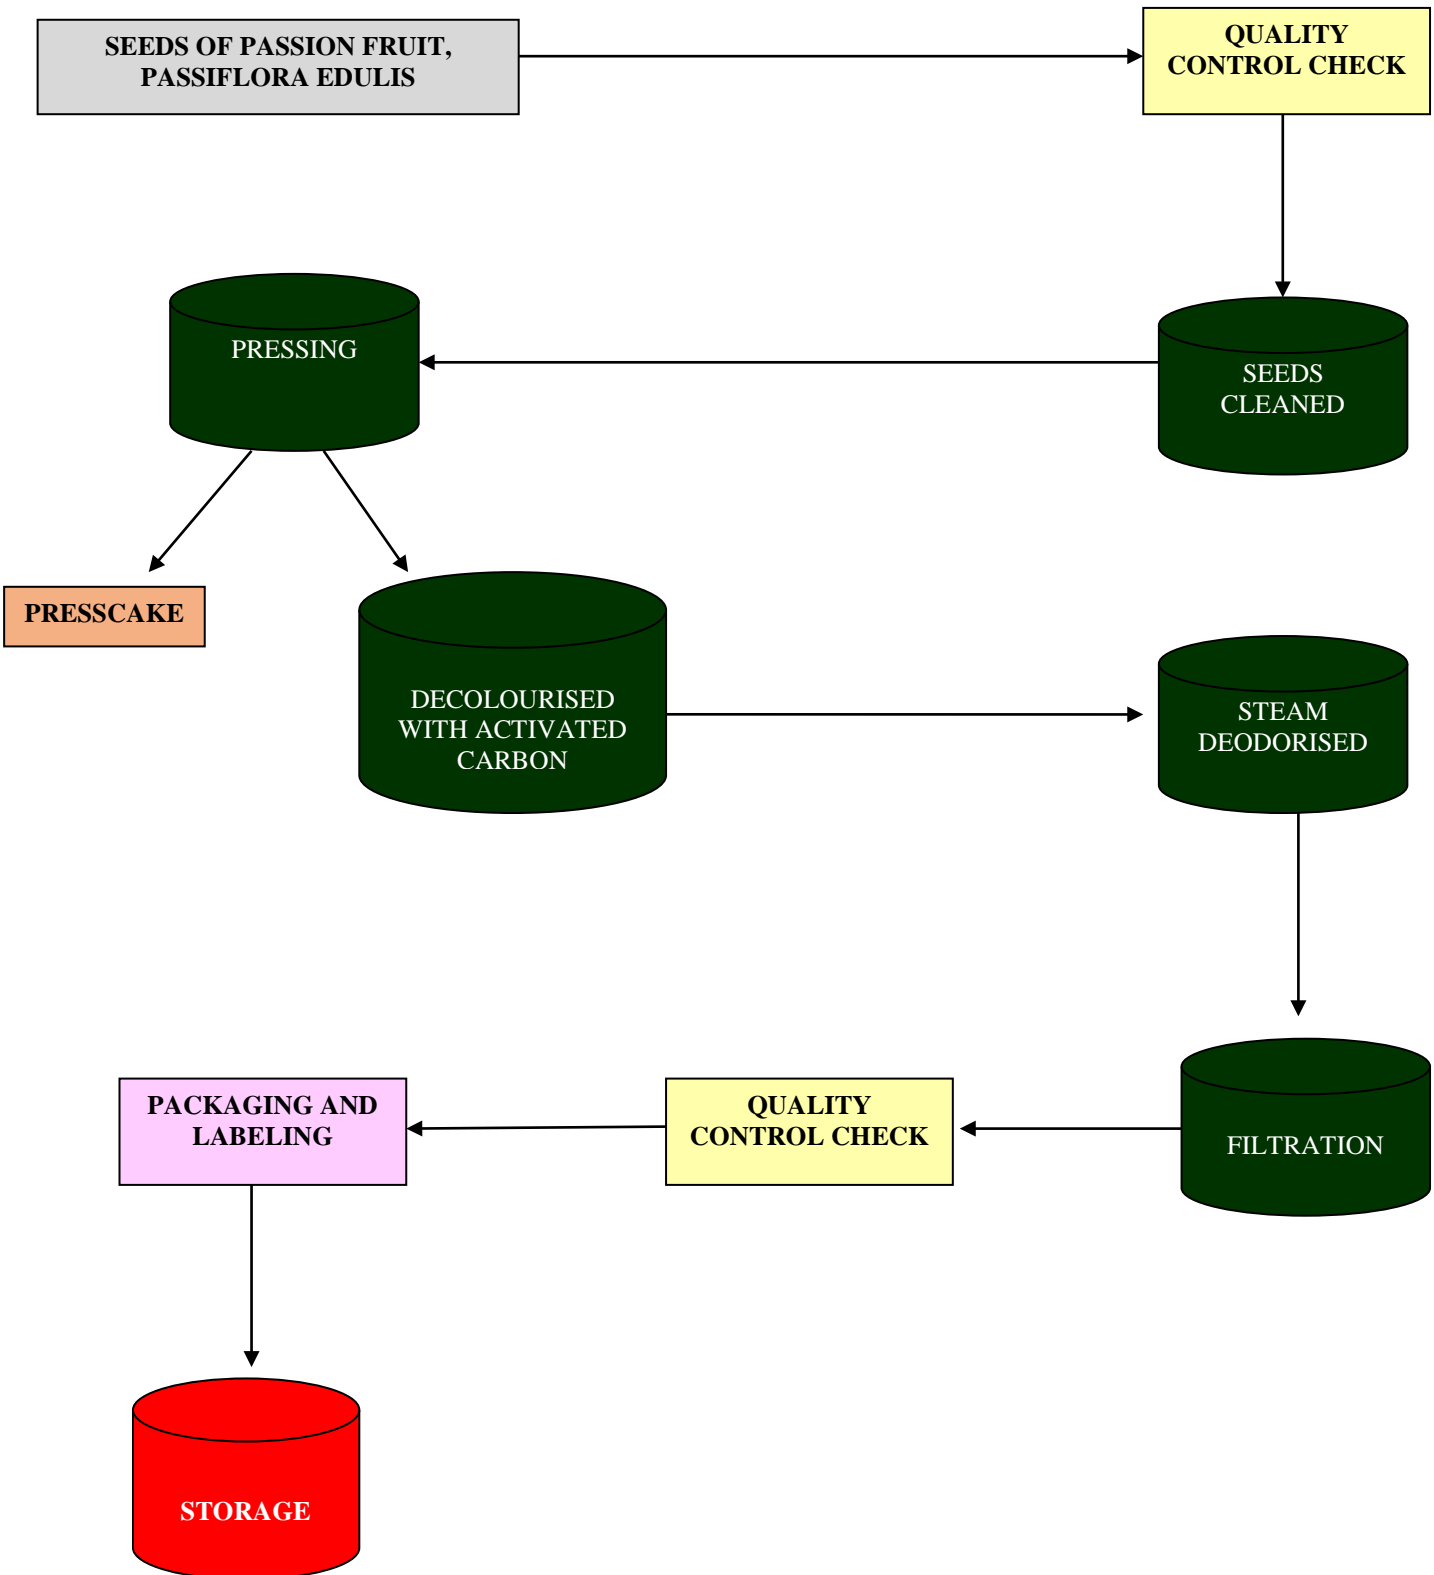 SEEDS OF PASSION FRUIT,
PASSIFLORA EDULIS
QUALITY
CONTROL CHECK
PRESSING
SEEDS
CLEANED
PRESSCAKE
DECOLOURISED
WITH ACTIVATED
CARBON
STEAM
DEODORISED
PACKAGING AND
LABELING
QUALITY
CONTROL CHECK
FILTRATION
STORAGE